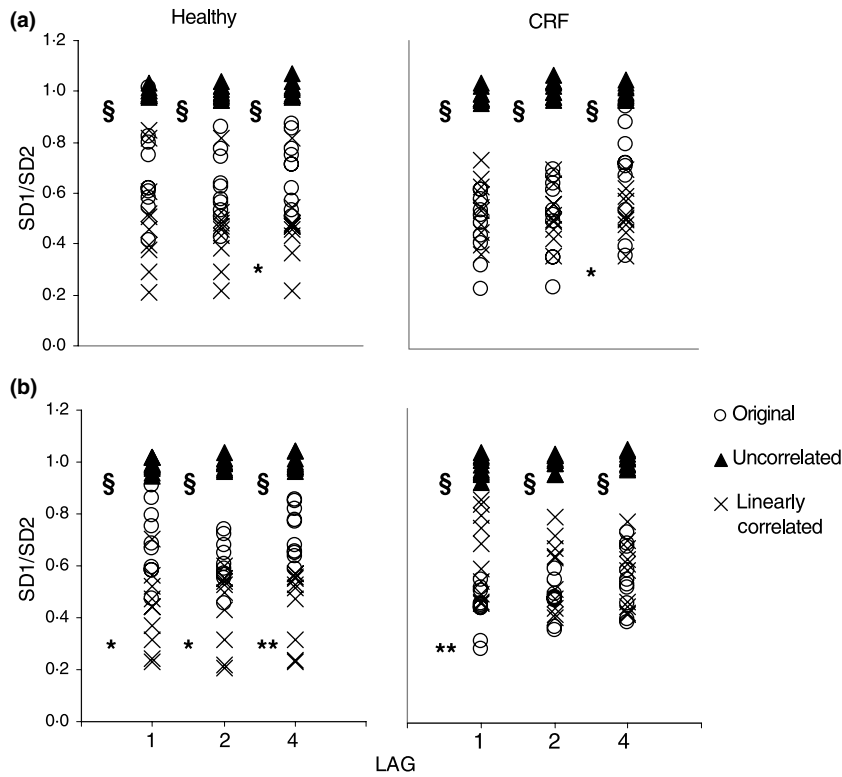 (a) Healthy CRF
1·2
1·0
0·8
0·6
0·4
0·2
0·0
SD1/SD2
§ § § § § §
* *
(b)
1·2
1·0
0·8
0·6
0·4
0·2
0·0
SD1/SD2
§ § § § § §
* * ** **
1 2 4 1 2 4
LAG
Original
Uncorrelated
Linearly
correlated